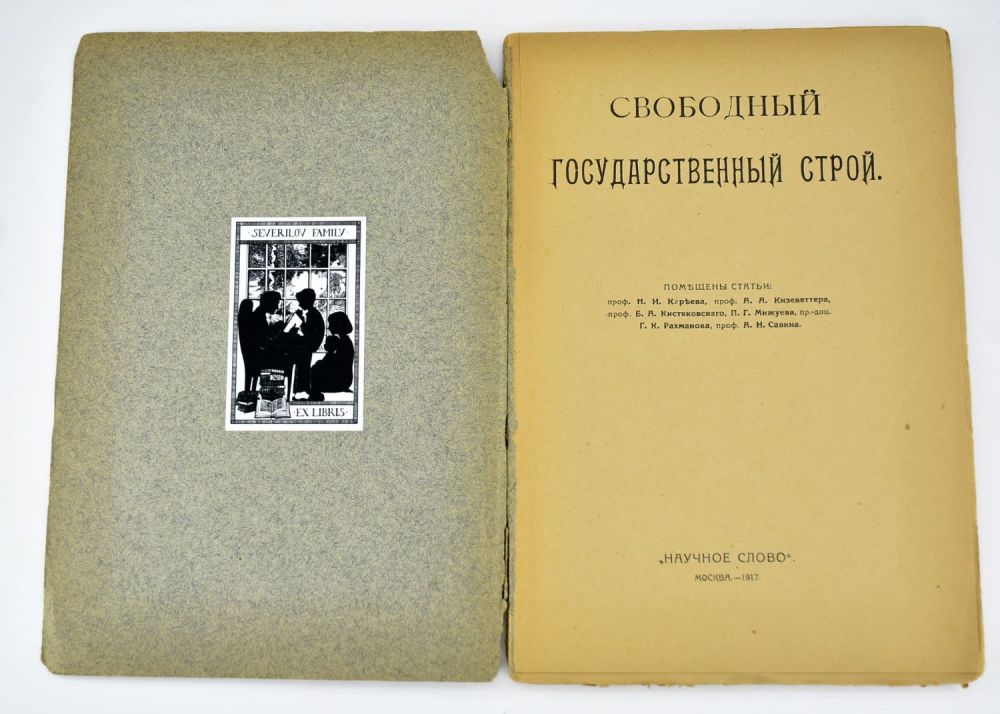 ·SEVERILOV FAMILY·
·EX LIBRIS·
СВОБОДНЫЙ
ГОСУДАРСТВЕННЫЙ СТРОЙ.
ПОМѢЩЕНЫ СТАТЬИ:
проф. Н. И. Карѣева, проф. А. А. Кизеветтера,
проф. Б. А. Кистяковскаго, П. Г. Мижуева, пр.-доц.
Г. К. Рахманова, проф. А. Н. Савина.
„НАУЧНОЕ СЛОВО“.
МОСКВА.—1917.